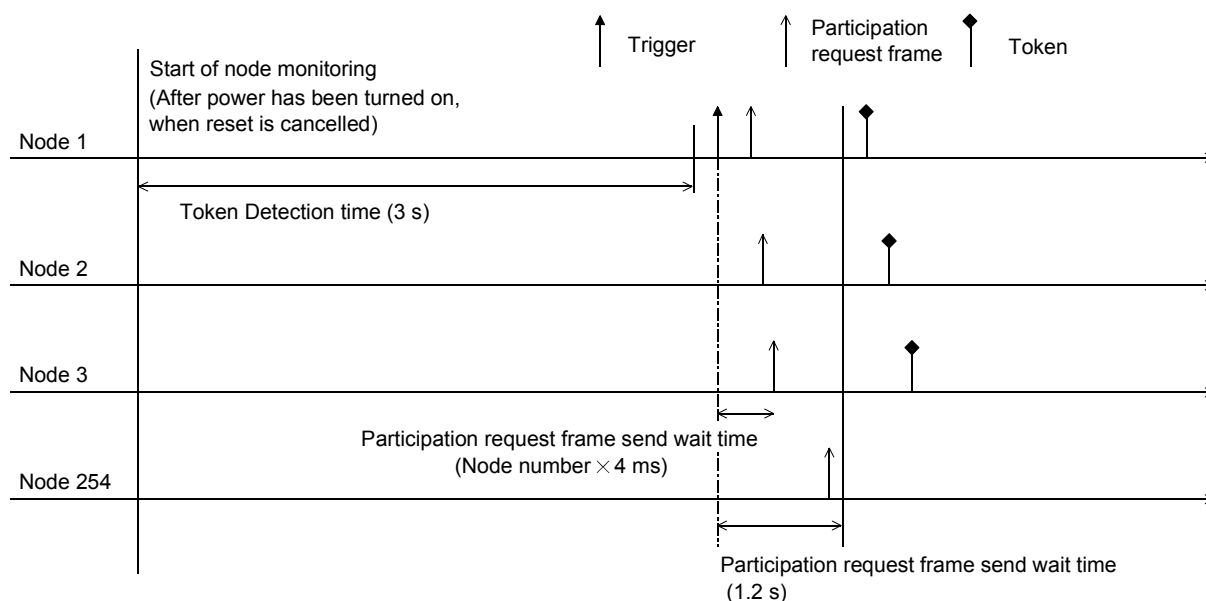 Trigger
Participation
request frame
Token
Start of node monitoring
(After power has been turned on,
when reset is cancelled)
Node 1
Token Detection time (3 s)
Node 2
Node 3
Participation request frame send wait time
(Node number × 4 ms)
Node 254
Participation request frame send wait time
(1.2 s)